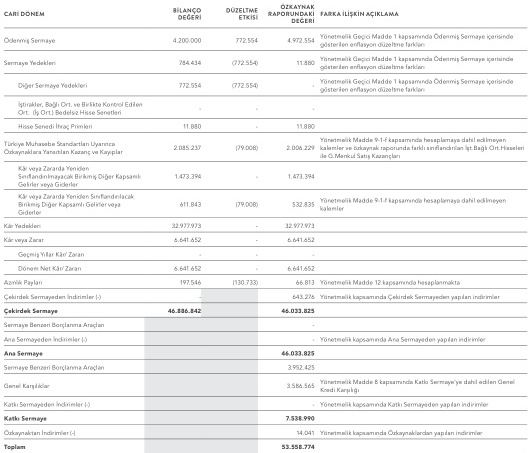 CARİ DÖNEM BİLANÇO DEĞERİ DÜZELTME ETKİSİ ÖZKAYNAK RAPORUNDAKİ DEĞERİ FARKA İLİŞKİN AÇIKLAMA
Ödenmiş Sermaye 4.200.000 772.554 4.972.554 Yönetmelik Geçici Madde 1 kapsamında Ödenmiş Sermaye içerisinde gösterilen enflasyon düzeltme farkları
Sermaye Yedekleri 784.434 (772.554) 11.880 Yönetmelik Geçici Madde 1 kapsamında Ödenmiş Sermaye içerisinde gösterilen enflasyon düzeltme farkları
Diğer Sermaye Yedekleri 772.554 (772.554) - Yönetmelik Geçici Madde 1 kapsamında Ödenmiş Sermaye içerisinde gösterilen enflasyon düzeltme farkları
İştirakler, Bağlı Ort. ve Birlikte Kontrol Edilen Ort. (İş Ort.) Bedelsiz Hisse Senetleri - - -
Hisse Senedi İhraç Primleri 11.880 - 11.880
Türkiye Muhasebe Standartları Uyarınca Özkaynaklara Yansıtılan Kazanç ve Kayıplar 2.085.237 (79.008) 2.006.229 Yönetmelik Madde 9-1-f kapsamında hesaplamaya dahil edilmeyen kalemler ve özkaynak raporunda farklı sınıflandırılan İşt.Bağlı Ort.Hisseleri ile G.Menkul Satış Kazançları
Kâr veya Zararda Yeniden Sınıflandırılmayacak Birikmiş Diğer Kapsamlı Gelirler veya Giderler 1.473.394 - 1.473.394
Kâr veya Zararda Yeniden Sınıflandırılacak Birikmiş Diğer Kapsamlı Gelirler veya Giderler 611.843 (79.008) 532.835 Yönetmelik Madde 9-1-f kapsamında hesaplamaya dahil edilmeyen kalemler
Kâr Yedekleri 32.977.973 - 32.977.973
Kâr veya Zarar 6.641.652 - 6.641.652
Geçmiş Yıllar Kâr/ Zararı - - -
Dönem Net Kâr/ Zararı 6.641.652 - 6.641.652
Azınlık Payları 197.546 (130.733) 66.813 Yönetmelik Madde 12 kapsamında hesaplanmakta
Çekirdek Sermayeden İndirimler (-) - 643.276 Yönetmelik kapsamında Çekirdek Sermayeden yapılan indirimler
Çekirdek Sermaye 46.886.842 46.033.825
Sermaye Benzeri Borçlanma Araçları -
Ana Sermayeden İndirimler (-) - Yönetmelik kapsamında Ana Sermayeden yapılan indirimler
Ana Sermaye 46.033.825
Sermaye Benzeri Borçlanma Araçları 3.952.425
Genel Karşılıklar 3.586.565 Yönetmelik Madde 8 kapsamında Katkı Sermaye'ye dahil edilen Genel Kredi Karşılığı
Katkı Sermayeden İndirimler (-) - Yönetmelik kapsamında Katkı Sermayeden yapılan indirimler
Katkı Sermaye 7.538.990
Özkaynaktan İndirimler (-) 14.041 Yönetmelik kapsamında Özkaynaklardan yapılan indirimler
Toplam 53.558.774